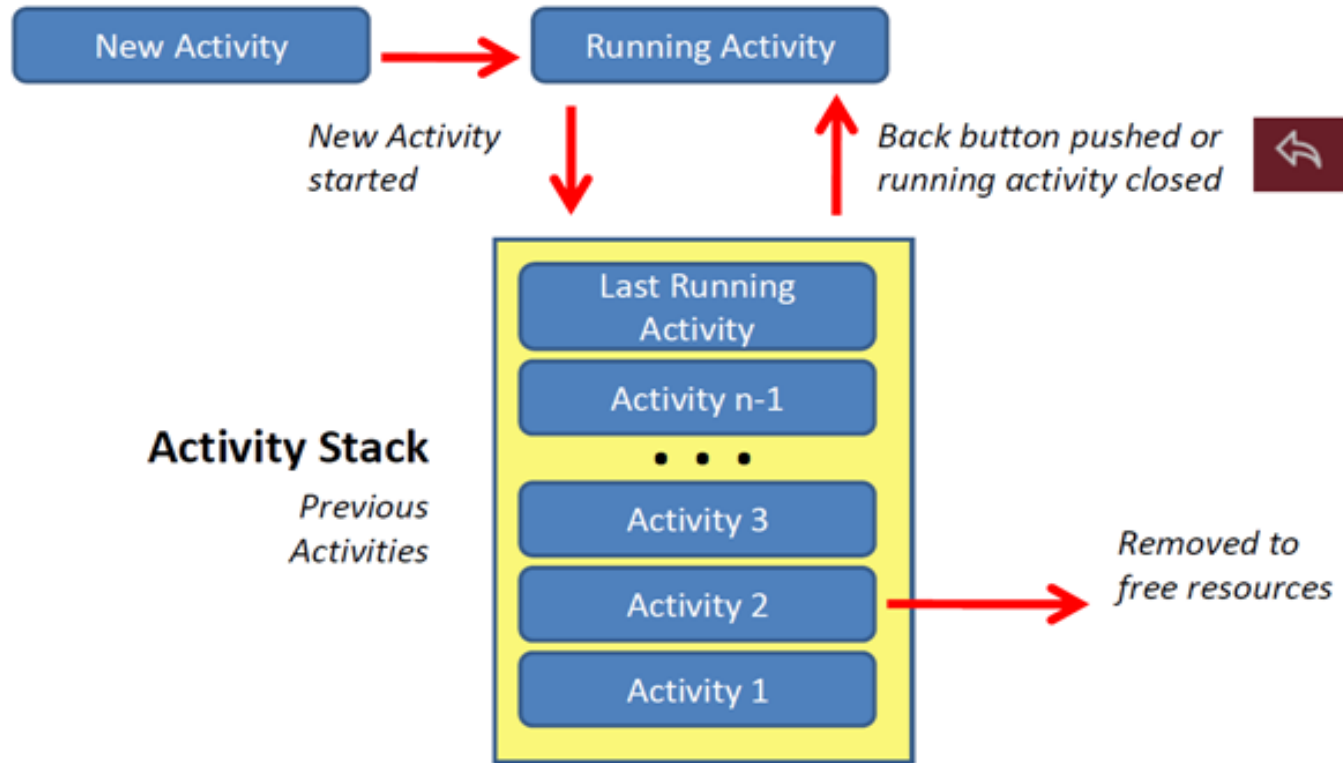 New Activity
Running Activity
New Activity
started
Back button pushed or
running activity closed
Last Running
Activity
Activity n-1
. . .
Activity Stack
Previous
Activities
Activity 3
Activity 2
Activity 1
Removed to
free resources